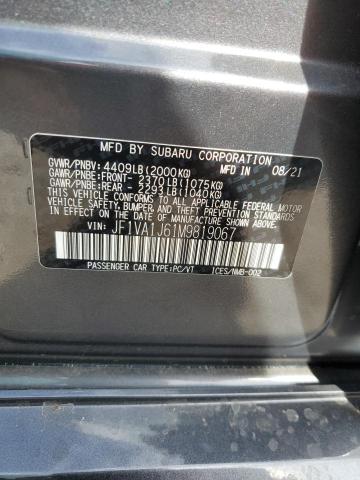 MFD BY SUBARU CORPORATION
GVWR/PNBV: 4409LB(2000KG) MFD IN 08/21
GAWR/PNBE:FRONT- 2370LB(1075KG)
GAWR/PNBE:REAR - 2293LB(1040KG)
THIS VEHICLE CONFORMS TO ALL APPLICABLE FEDERAL MOTOR
VEHICLE SAFETY, BUMPER, AND THEFT PREVENTION STANDARDS
IN EFFECT ON THE DATE OF MANUFACTURE SHOWN ABOVE.
VIN: JF1VA1J61M9819067
PASSENGER CAR TYPE:PC/VT ICES/NMB-002